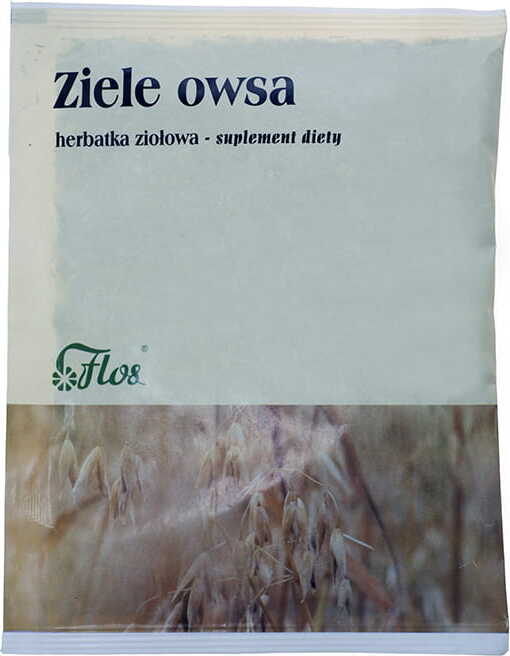 Ziele owsa
herbatka ziołowa - suplement diety
Flos®